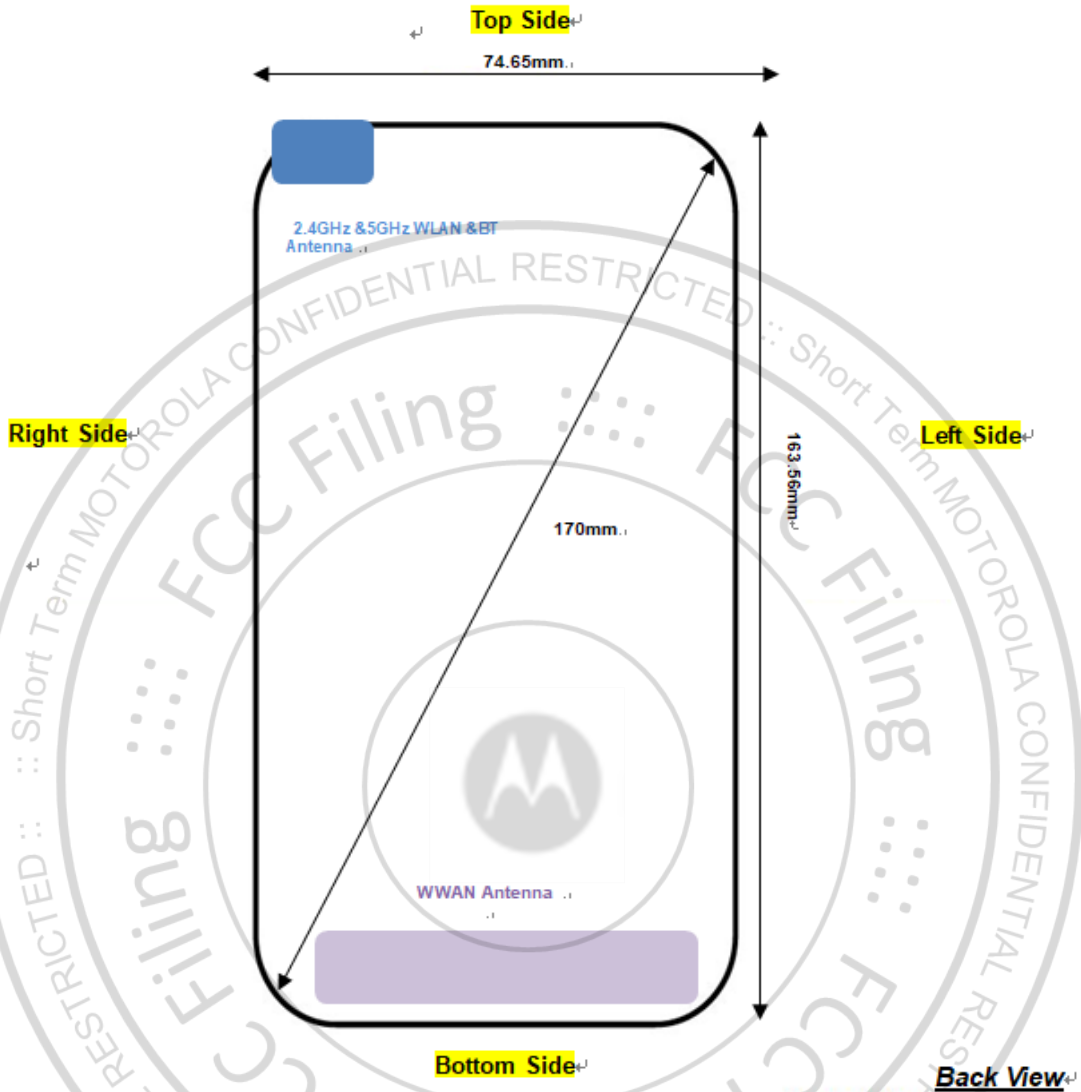 Top Side
74.65mm
2.4GHz &5GHz WLAN &BT
Antenna
Right Side
Left Side
163.56mm
170mm
WWAN Antenna
Bottom Side
Back View
MOTOROLA CONFIDENTIAL RESTRICTED :: Short Term MOTOROLA CONFIDENTIAL RESTRICTED :: Short Term
FCC Filing :::: FCC Filing :::: FCC Filing ::::